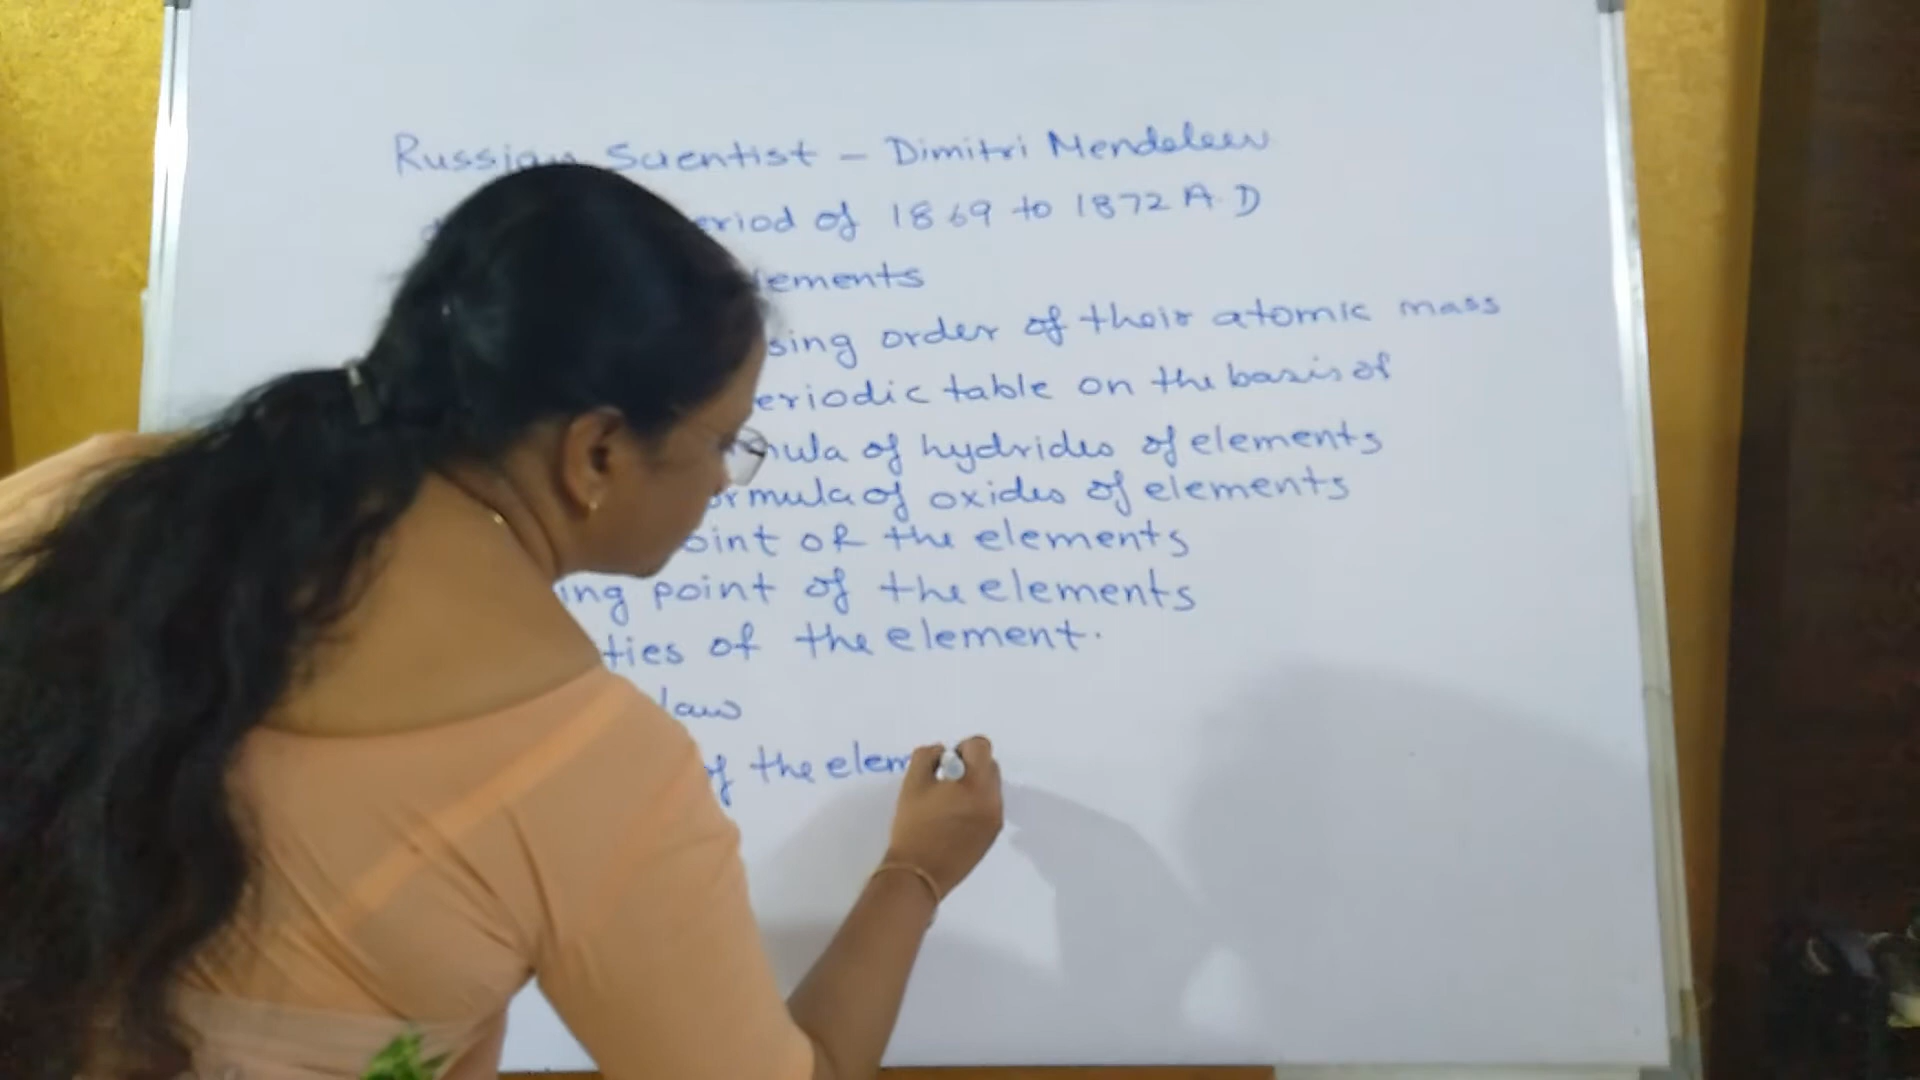 Russian Scientist – Dimitri Mendeleev
eriod of 1869 to 1872 A.D
lements
sing order of their atomic mass
eriodic table on the basis of
mula of hydrides of elements
ormula of oxides of elements
oint of the elements
ing point of the elements
ties of the element.
law
of the elem